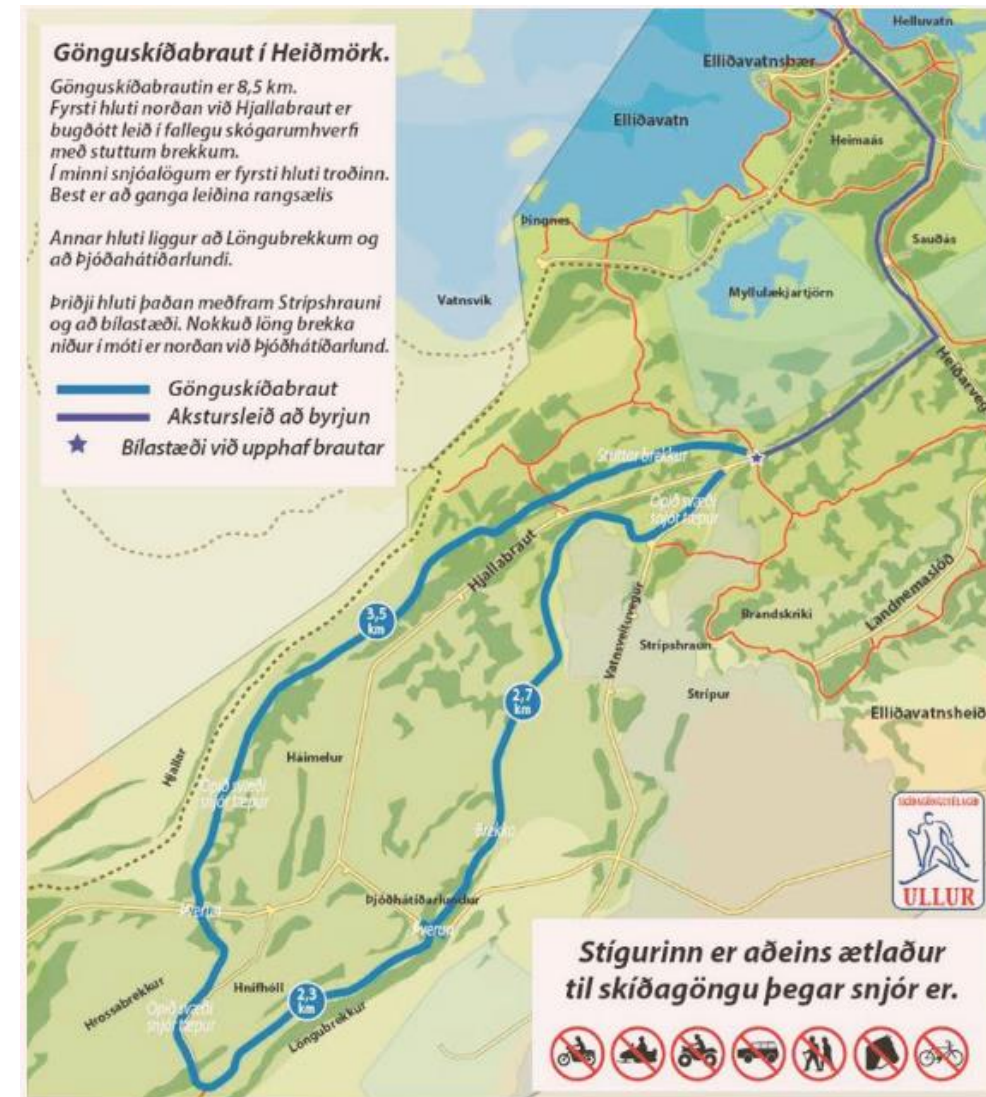 Gönguskíðabraut í Heiðmörk.
Gönguskíðabrautin er 8,5 km.
Fyrsti hluti norðan við Hjallabraut er
bugðótt leið í fallegu skógarumhverfi
með stuttum brekkum.
Í minni snjóalögum er fyrsti hluti troðinn.
Best er að ganga leiðina rangsælis
Annar hluti liggur að Löngubrekkum og
að Þjóðahátíðarlundi.
Þriðji hluti þaðan meðfram Strípshrauni
og að bílastæði. Nokkuð löng brekka
niður í móti er norðan við Þjóðhátíðarlund.
Gönguskíðabraut
Akstursleið að byrjun
Bílastæði við upphaf brautar
Helluvatn
Elliðavatnsbær
Elliðavatn
Heimaás
Þingnes
Sauðás
Vatnsvík
Myllulækjartjörn
Heiðarveg
Stuttar brekkur
Opið svæði
snjór tæpur
Hjallabraut
Landnemaslóð
Brandskriki
3,5
km
Vatnsveituvegur
Strípshraun
Strípur
2,7
km
Elliðavatnsheið
Hjallar
Háimelur
Opið svæði
snjór tæpur
Brekka
SKÍÐAGÖNGUFÉLAGIÐ
ULLUR
Þjóðhátíðarlundur
Þverun
Þverun
Hnífhóll
2,3
km
Hrossabrekkur
Opið svæði
snjór tæpur
Löngubrekkur
Stígurinn er aðeins ætlaður
til skíðagöngu þegar snjór er.